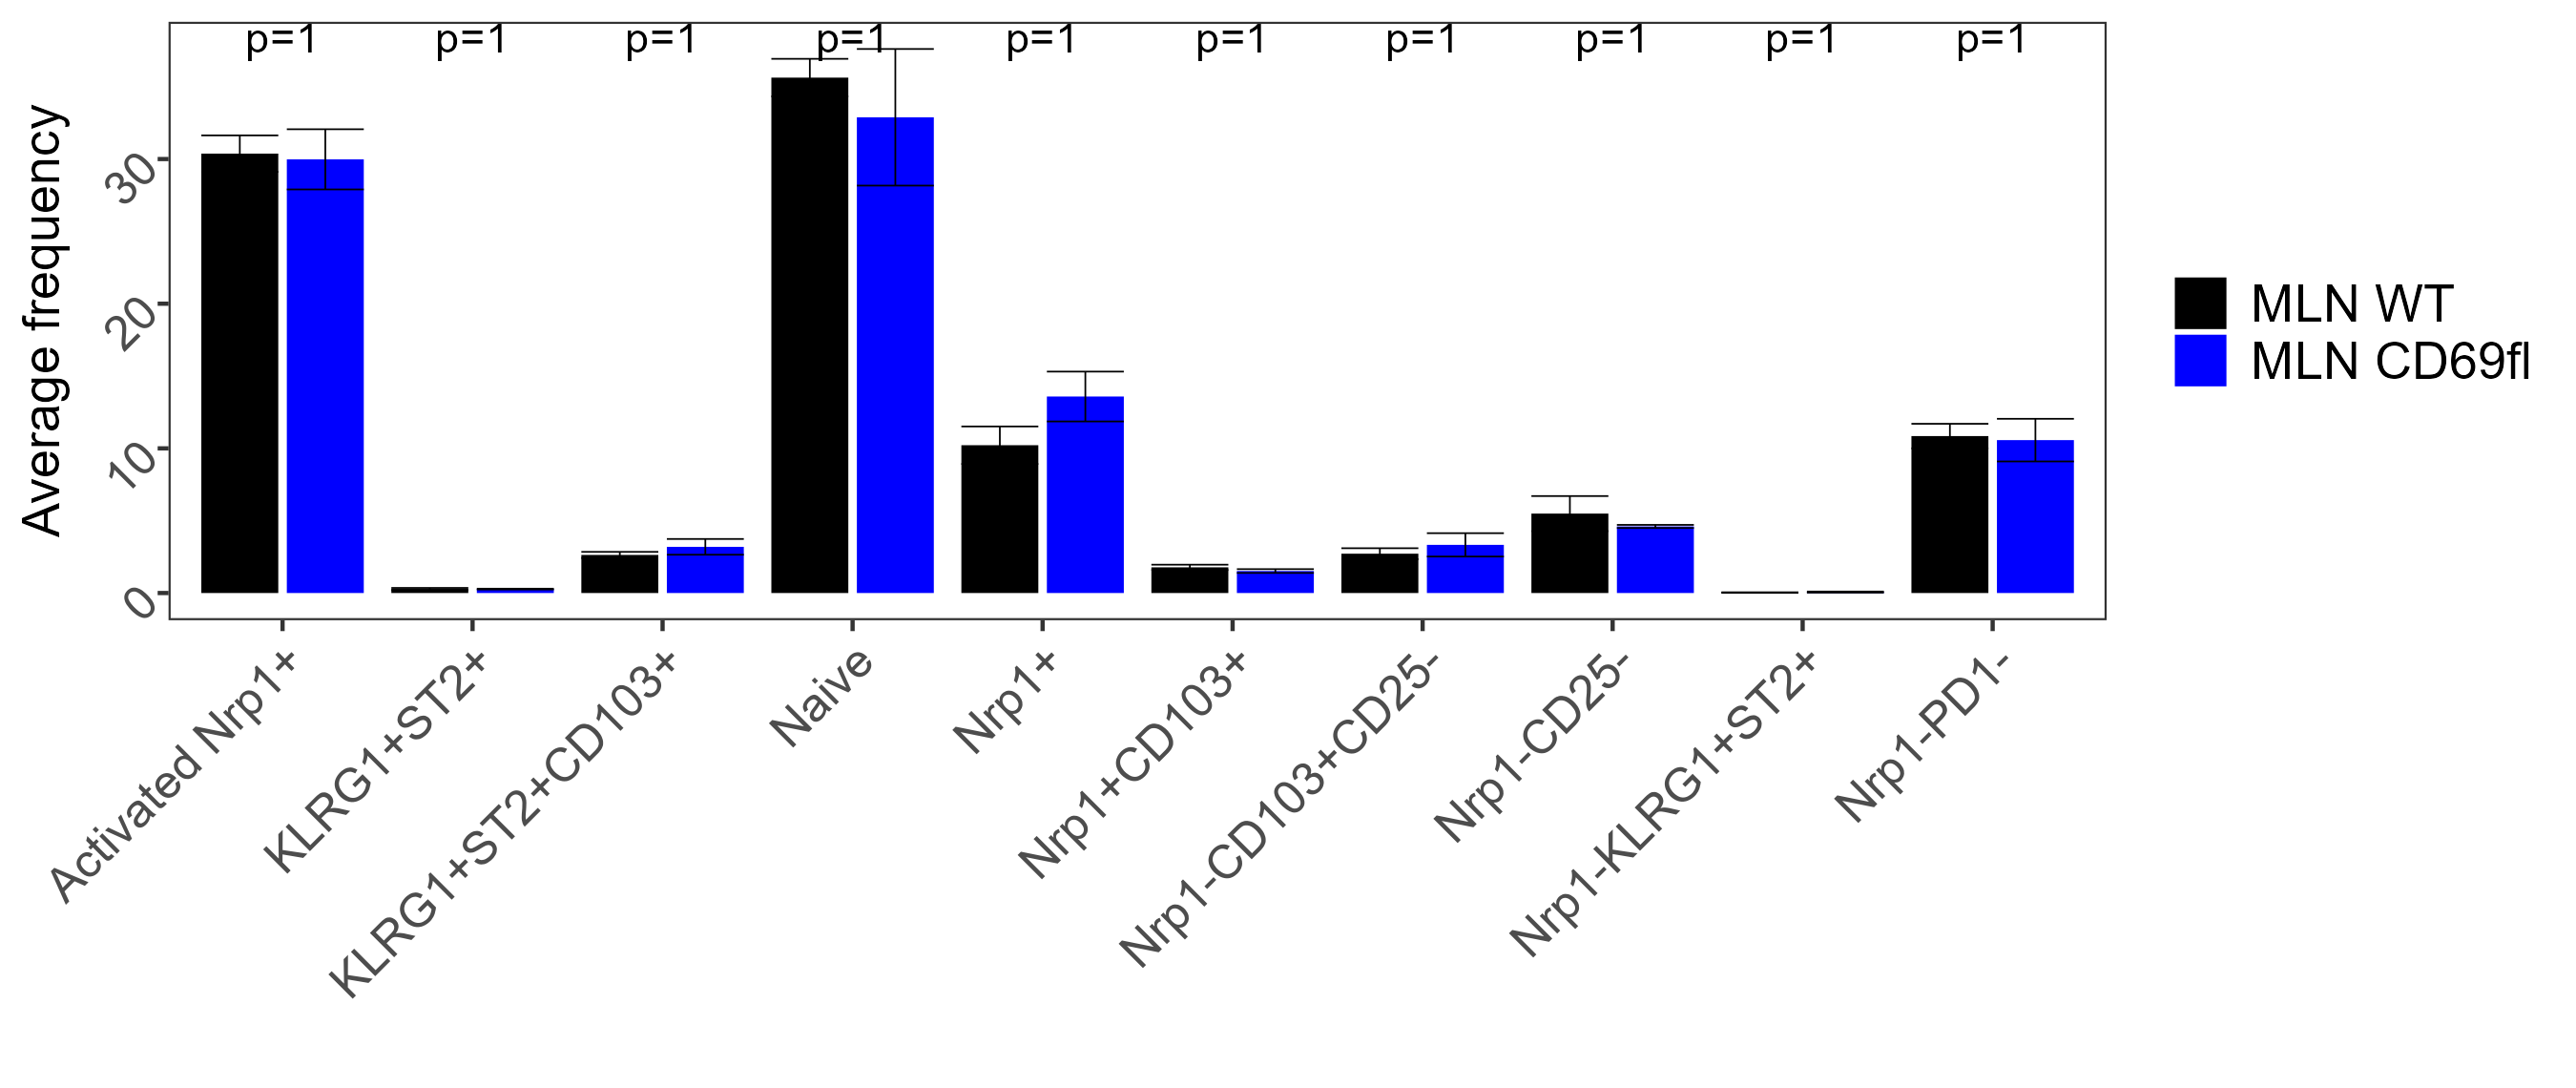 p=1 p=1 p=1 p=1 p=1 p=1 p=1 p=1 p=1 p=1
Average frequency
30
20
10
0
Activated Nrp1+
KLRG1+ST2+
KLRG1+ST2+CD103+
Naive
Nrp1+
Nrp1+CD103+
Nrp1-CD103+CD25-
Nrp1-CD25-
Nrp1-KLRG1+ST2+
Nrp1-PD1-
MLN WT
MLN CD69fl